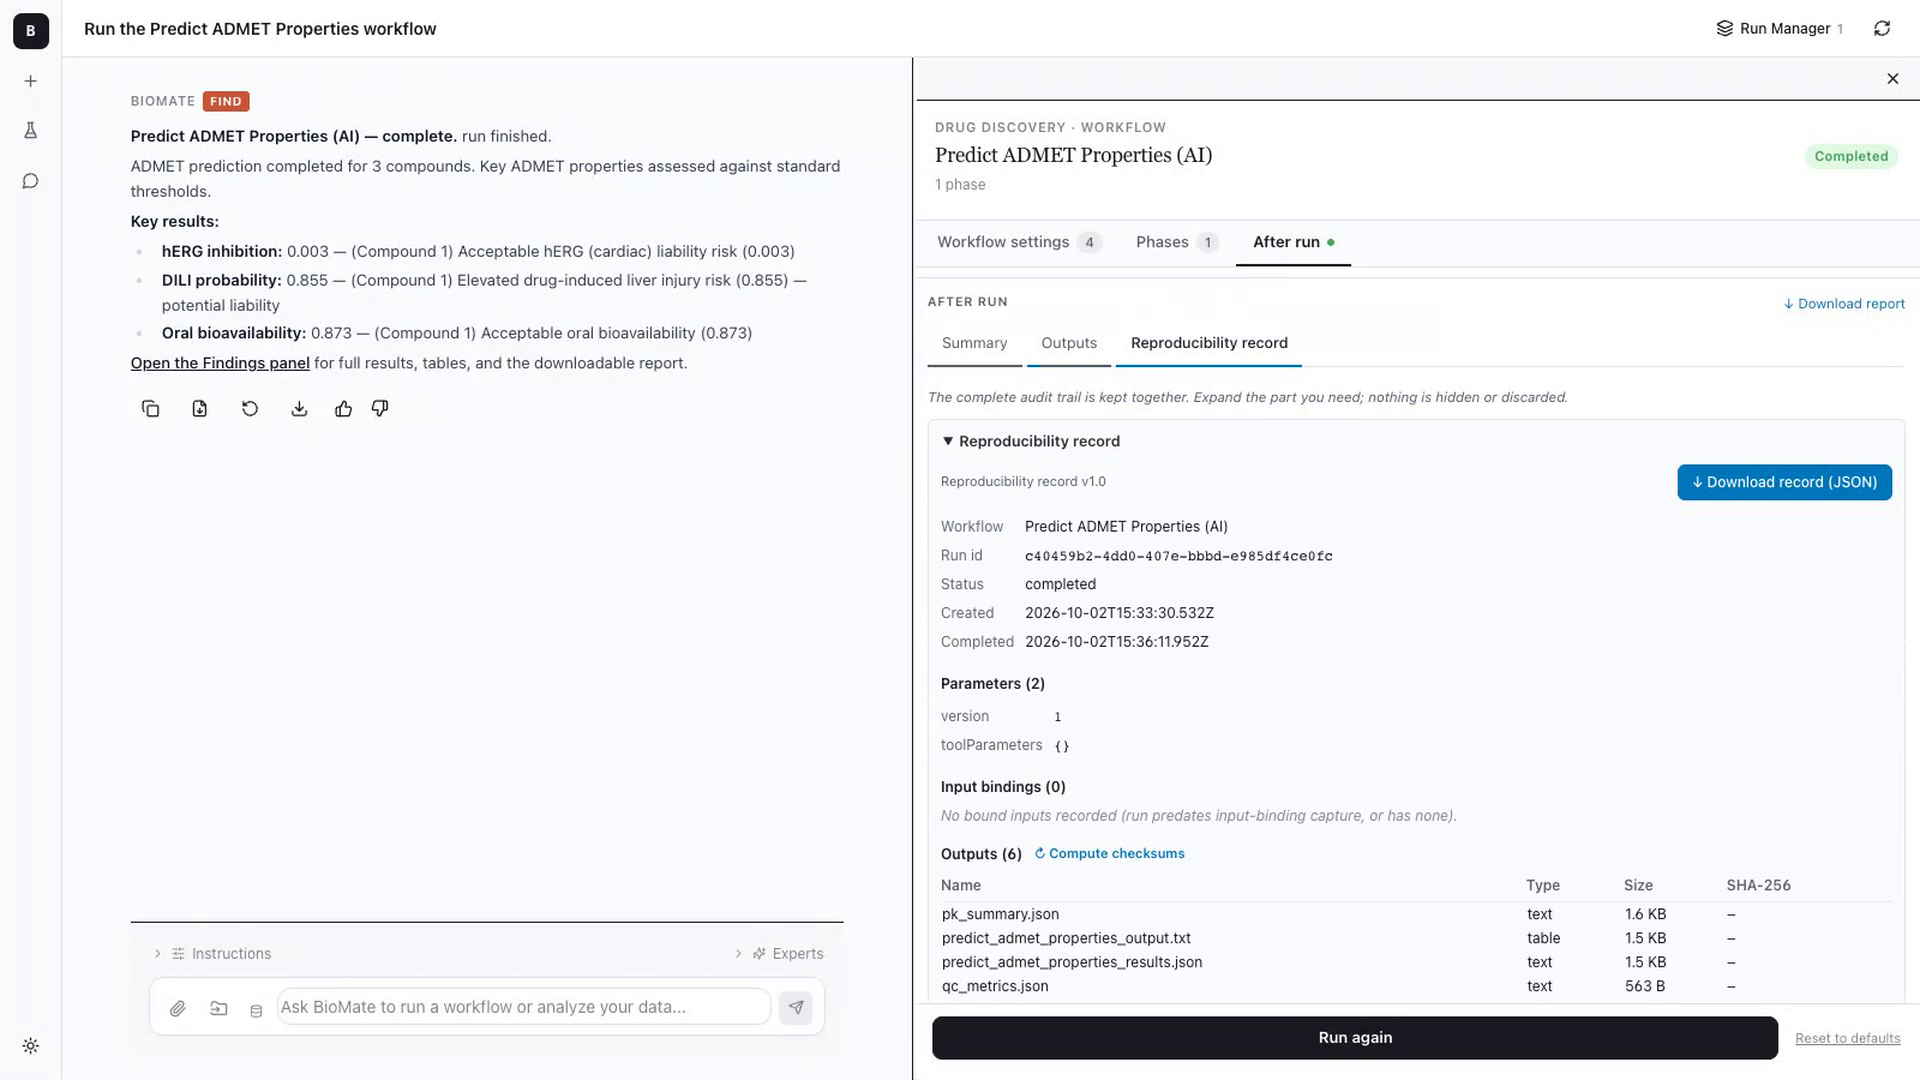 B
Run the Predict ADMET Properties workflow
Run Manager 1
BIOMATE FIND
Predict ADMET Properties (AI) — complete. run finished.
ADMET prediction completed for 3 compounds. Key ADMET properties assessed against standard
thresholds.
Key results:
hERG inhibition: 0.003 — (Compound 1) Acceptable hERG (cardiac) liability risk (0.003)
DILI probability: 0.855 — (Compound 1) Elevated drug-induced liver injury risk (0.855) —
potential liability
Oral bioavailability: 0.873 — (Compound 1) Acceptable oral bioavailability (0.873)
Open the Findings panel for full results, tables, and the downloadable report.
Instructions
Experts
Ask BioMate to run a workflow or analyze your data...
DRUG DISCOVERY · WORKFLOW
Predict ADMET Properties (AI)
Completed
1 phase
Workflow settings 4 Phases 1 After run
AFTER RUN
↓ Download report
Summary Outputs Reproducibility record
The complete audit trail is kept together. Expand the part you need; nothing is hidden or discarded.
▼ Reproducibility record
Reproducibility record v1.0
↓ Download record (JSON)
Workflow Predict ADMET Properties (AI)
Run id c40459b2-4dd0-407e-bbbd-e985df4ce0fc
Status completed
Created 2026-10-02T15:33:30.532Z
Completed 2026-10-02T15:36:11.952Z
Parameters (2)
version 1
toolParameters {}
Input bindings (0)
No bound inputs recorded (run predates input-binding capture, or has none).
Outputs (6) ↻ Compute checksums
Name Type Size SHA-256
pk_summary.json text 1.6 KB –
predict_admet_properties_output.txt table 1.5 KB –
predict_admet_properties_results.json text 1.5 KB –
qc_metrics.json text 563 B –
Run again
Reset to defaults